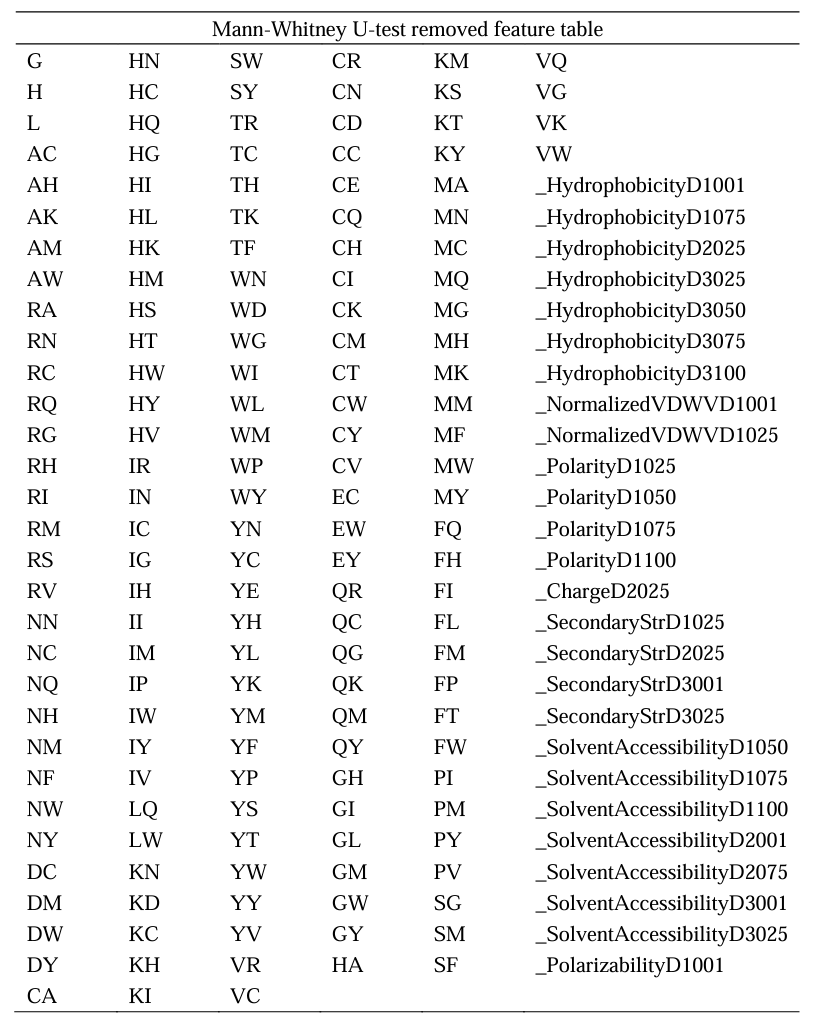 Mann-Whitney U-test removed feature table
G HN SW CR KM VQ
H HC SY CN KS VG
L HQ TR CD KT VK
AC HG TC CC KY VW
AH HI TH CE MA _HydrophobicityD1001
AK HL TK CQ MN _HydrophobicityD1075
AM HK TF CH MC _HydrophobicityD2025
AW HM WN CI MQ _HydrophobicityD3025
RA HS WD CK MG _HydrophobicityD3050
RN HT WG CM MH _HydrophobicityD3075
RC HW WI CT MK _HydrophobicityD3100
RQ HY WL CW MM _NormalizedVDWVD1001
RG HV WM CY MF _NormalizedVDWVD1025
RH IR WP CV MW _PolarityD1025
RI IN WY EC MY _PolarityD1050
RM IC YN EW FQ _PolarityD1075
RS IG YC EY FH _PolarityD1100
RV IH YE QR FI _ChargeD2025
NN II YH QC FL _SecondaryStrD1025
NC IM YL QG FM _SecondaryStrD2025
NQ IP YK QK FP _SecondaryStrD3001
NH IW YM QM FT _SecondaryStrD3025
NM IY YF QY FW _SolventAccessibilityD1050
NF IV YP GH PI _SolventAccessibilityD1075
NW LQ YS GI PM _SolventAccessibilityD1100
NY LW YT GL PY _SolventAccessibilityD2001
DC KN YW GM PV _SolventAccessibilityD2075
DM KD YY GW SG _SolventAccessibilityD3001
DW KC YV GY SM _SolventAccessibilityD3025
DY KH VR HA SF _PolarizabilityD1001
CA KI VC